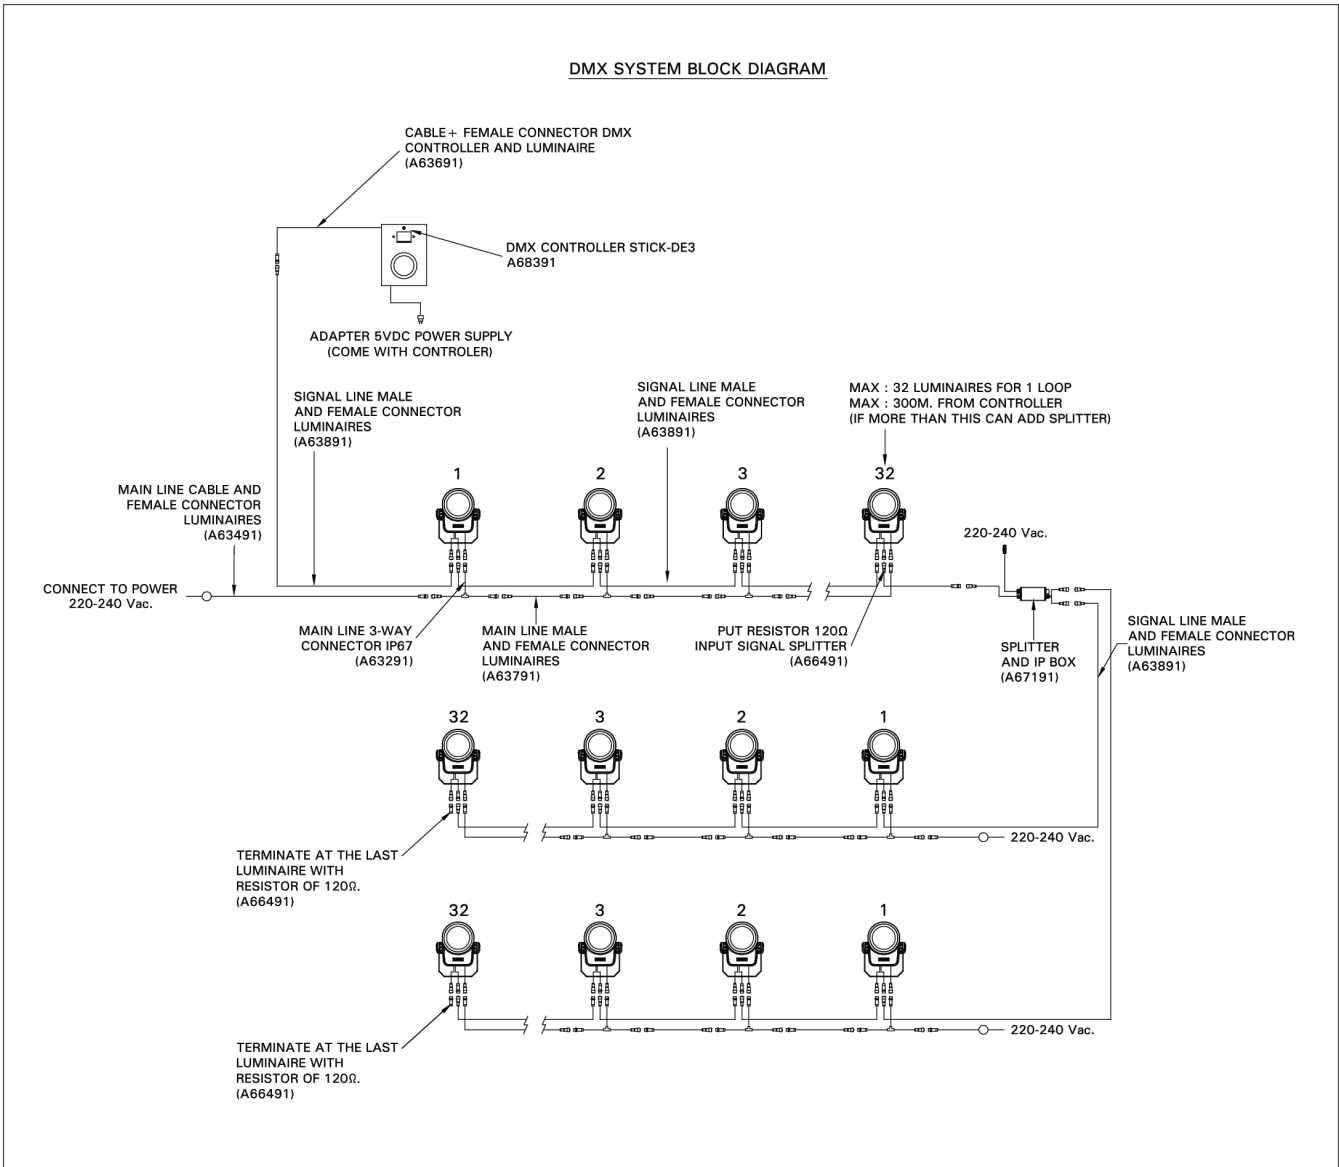 DMX SYSTEM BLOCK DIAGRAM
CABLE+ FEMALE CONNECTOR DMX
CONTROLLER AND LUMINAIRE
(A63691)
DMX CONTROLLER STICK-DE3
A68391
ADAPTER 5VDC POWER SUPPLY
(COME WITH CONTROLER)
SIGNAL LINE MALE
AND FEMALE CONNECTOR
LUMINAIRES
(A63891)
SIGNAL LINE MALE
AND FEMALE CONNECTOR
LUMINAIRES
(A63891)
MAX : 32 LUMINAIRES FOR 1 LOOP
MAX : 300M. FROM CONTROLLER
(IF MORE THAN THIS CAN ADD SPLITTER)
1
2
3
32
MAIN LINE CABLE AND
FEMALE CONNECTOR
LUMINAIRES
(A63491)
220-240 Vac.
CONNECT TO POWER
220-240 Vac.
MAIN LINE 3-WAY
CONNECTOR IP67
(A63291)
MAIN LINE MALE
AND FEMALE CONNECTOR
LUMINAIRES
(A63791)
PUT RESISTOR 120Ω
INPUT SIGNAL SPLITTER
(A66491)
SPLITTER
AND IP BOX
(A67191)
SIGNAL LINE MALE
AND FEMALE CONNECTOR
LUMINAIRES
(A63891)
32
3
2
1
220-240 Vac.
TERMINATE AT THE LAST
LUMINAIRE WITH
RESISTOR OF 120Ω.
(A66491)
32
3
2
1
220-240 Vac.
TERMINATE AT THE LAST
LUMINAIRE WITH
RESISTOR OF 120Ω.
(A66491)